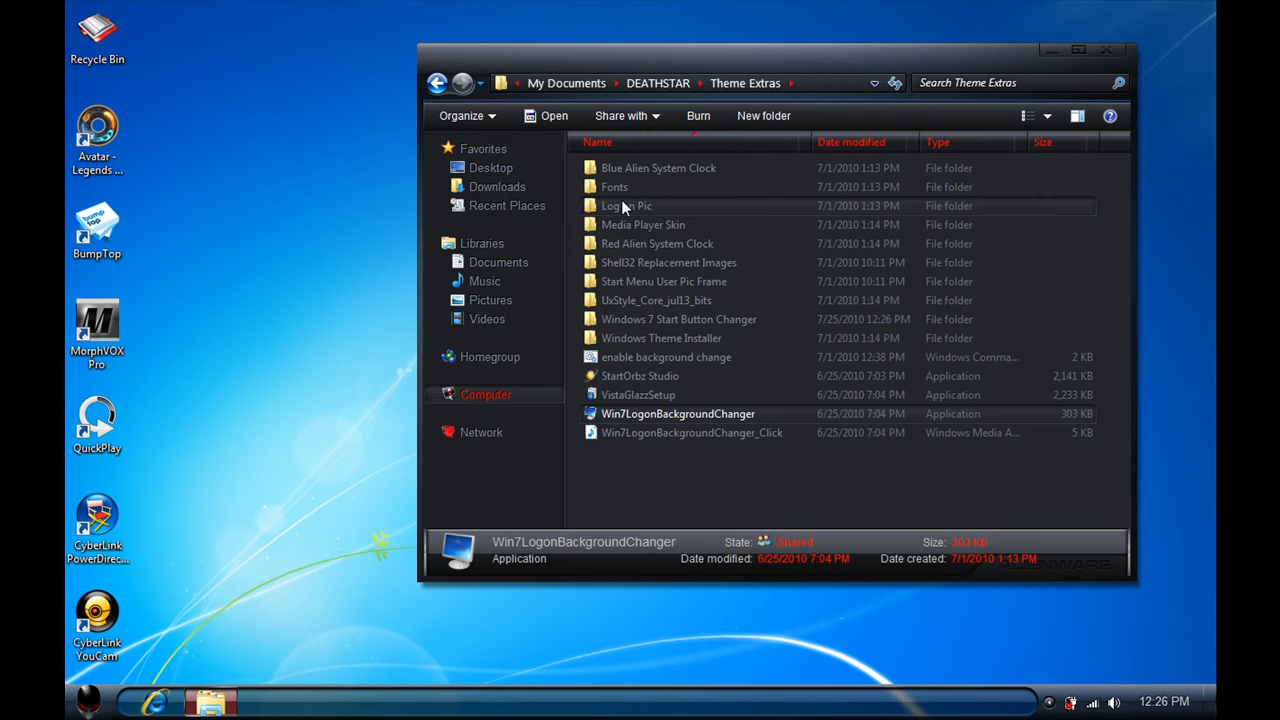 Recycle Bin
Avatar -
Legends ...
BumpTop
MorphVOX
Pro
QuickPlay
CyberLink
PowerDirec...
CyberLink
YouCam
My Documents DEATHSTAR Theme Extras
Search Theme Extras
Organize Open Share with Burn New folder
Favorites
Desktop
Downloads
Recent Places
Libraries
Documents
Music
Pictures
Videos
Homegroup
Computer
Network
Name Date modified Type Size
Blue Alien System Clock 7/1/2010 1:13 PM File folder
Fonts 7/1/2010 1:13 PM File folder
Pic 7/1/2010 1:13 PM File folder
Media Player Skin 7/1/2010 1:14 PM File folder
Red Alien System Clock 7/1/2010 1:14 PM File folder
Shell32 Replacement Images 7/1/2010 10:11 PM File folder
Start Menu User Pic Frame 7/1/2010 10:11 PM File folder
UxStyle_Core_jul13_bits 7/1/2010 1:14 PM File folder
Windows 7 Start Button Changer 7/25/2010 12:26 PM File folder
Windows Theme Installer 7/1/2010 1:14 PM File folder
enable background change 7/1/2010 12:38 PM Windows Comma... 2 KB
StartOrbz Studio 6/25/2010 7:03 PM Application 2,141 KB
VistaGlazzSetup 6/25/2010 7:04 PM Application 2,233 KB
Win7LogonBackgroundChanger 6/25/2010 7:04 PM Application 303 KB
Win7LogonBackgroundChanger_Click 6/25/2010 7:04 PM Windows Media A... 5 KB
Win7LogonBackgroundChanger State: Shared Size: 303 KB
Application Date modified: 6/25/2010 7:04 PM Date created: 7/1/2010 1:13 PM
ALIENWARE
12:26 PM